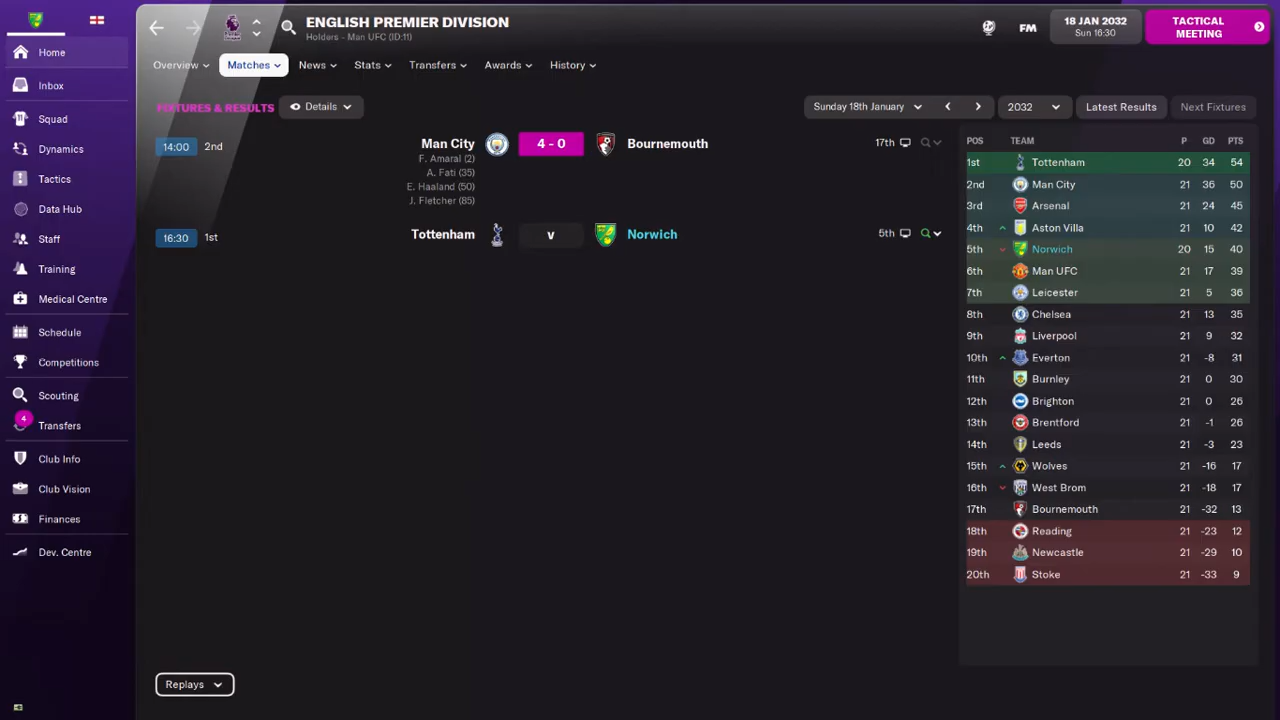 ENGLISH PREMIER DIVISION
Holders - Man UFC (ID:11)
FM
18 JAN 2032
Sun 16:30
TACTICAL
MEETING
Home
Inbox
Squad
Dynamics
Tactics
Data Hub
Staff
Training
Medical Centre
Schedule
Competitions
Scouting
4
Transfers
Club Info
Club Vision
Finances
Dev. Centre
Overview Matches News Stats Transfers Awards History
FIXTURES & RESULTS Details Sunday 18th January 2032 Latest Results Next Fixtures
14:00 2nd Man City 4 - 0 Bournemouth 17th
F. Amaral (2)
A. Fati (35)
E. Haaland (50)
J. Fletcher (85)
16:30 1st Tottenham v Norwich 5th
POS TEAM P GD PTS
1st Tottenham 20 34 54
2nd Man City 21 36 50
3rd Arsenal 21 24 45
4th Aston Villa 21 10 42
5th Norwich 20 15 40
6th Man UFC 21 17 39
7th Leicester 21 5 36
8th Chelsea 21 13 35
9th Liverpool 21 9 32
10th Everton 21 -8 31
11th Burnley 21 0 30
12th Brighton 21 0 26
13th Brentford 21 -1 26
14th Leeds 21 -3 23
15th Wolves 21 -16 17
16th West Brom 21 -18 17
17th Bournemouth 21 -32 13
18th Reading 21 -23 12
19th Newcastle 21 -29 10
20th Stoke 21 -33 9
Replays